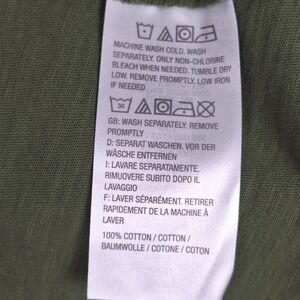 MACHINE WASH COLD. WASH
SEPARATELY. ONLY NON-CHLORINE
BLEACH WHEN NEEDED. TUMBLE DRY
LOW. REMOVE PROMPTLY. LOW IRON
IF NEEDED
30
GB: WASH SEPARATELY. REMOVE
PROMPTLY
D: SEPARAT WASCHEN. VOR DER
WÄSCHE ENTFERNEN
I: LAVARE SEPARATAMENTE.
RIMUOVERE SUBITO DOPO IL
LAVAGGIO
F: LAVER SÉPARÉMENT. RETIRER
RAPIDEMENT DE LA MACHINE À
LAVER
100% COTTON / COTTON /
BAUMWOLLE / COTONE / COTON